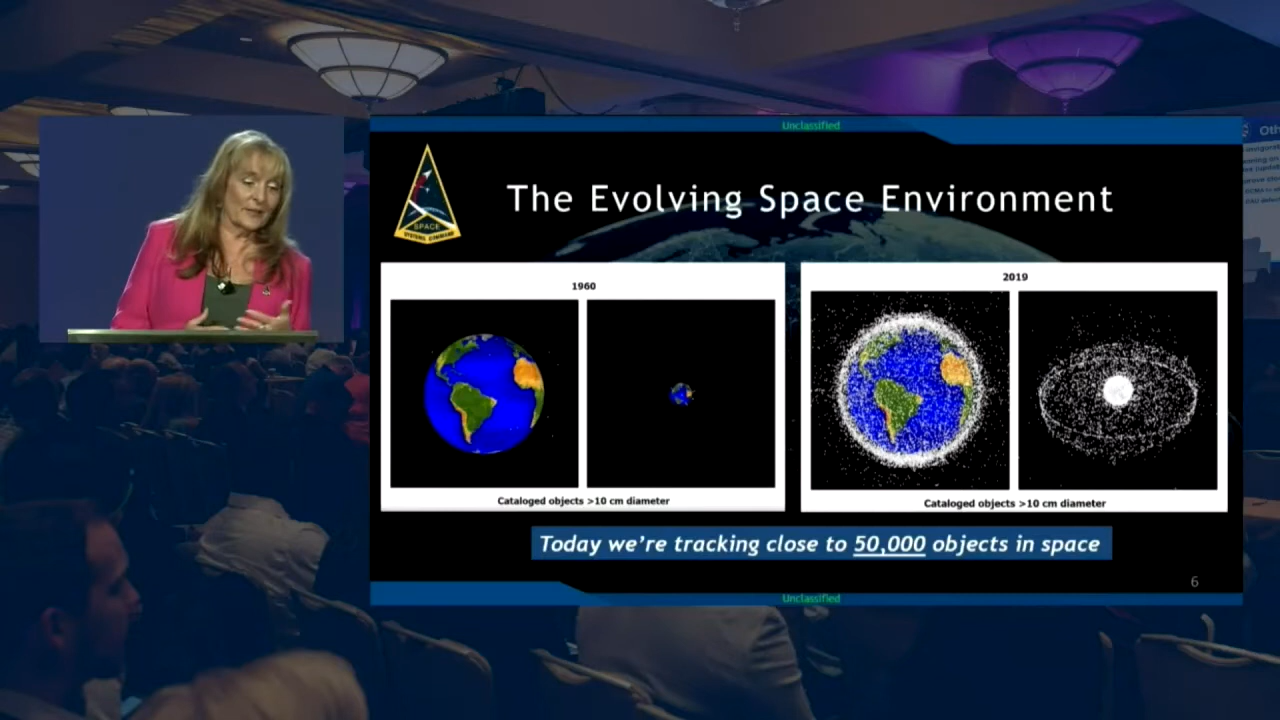 Unclassified
SPACE
SYSTEMS COMMAND
The Evolving Space Environment
1960
Cataloged objects >10 cm diameter
2019
Cataloged objects >10 cm diameter
Today we're tracking close to 50,000 objects in space
6
Unclassified
Oth